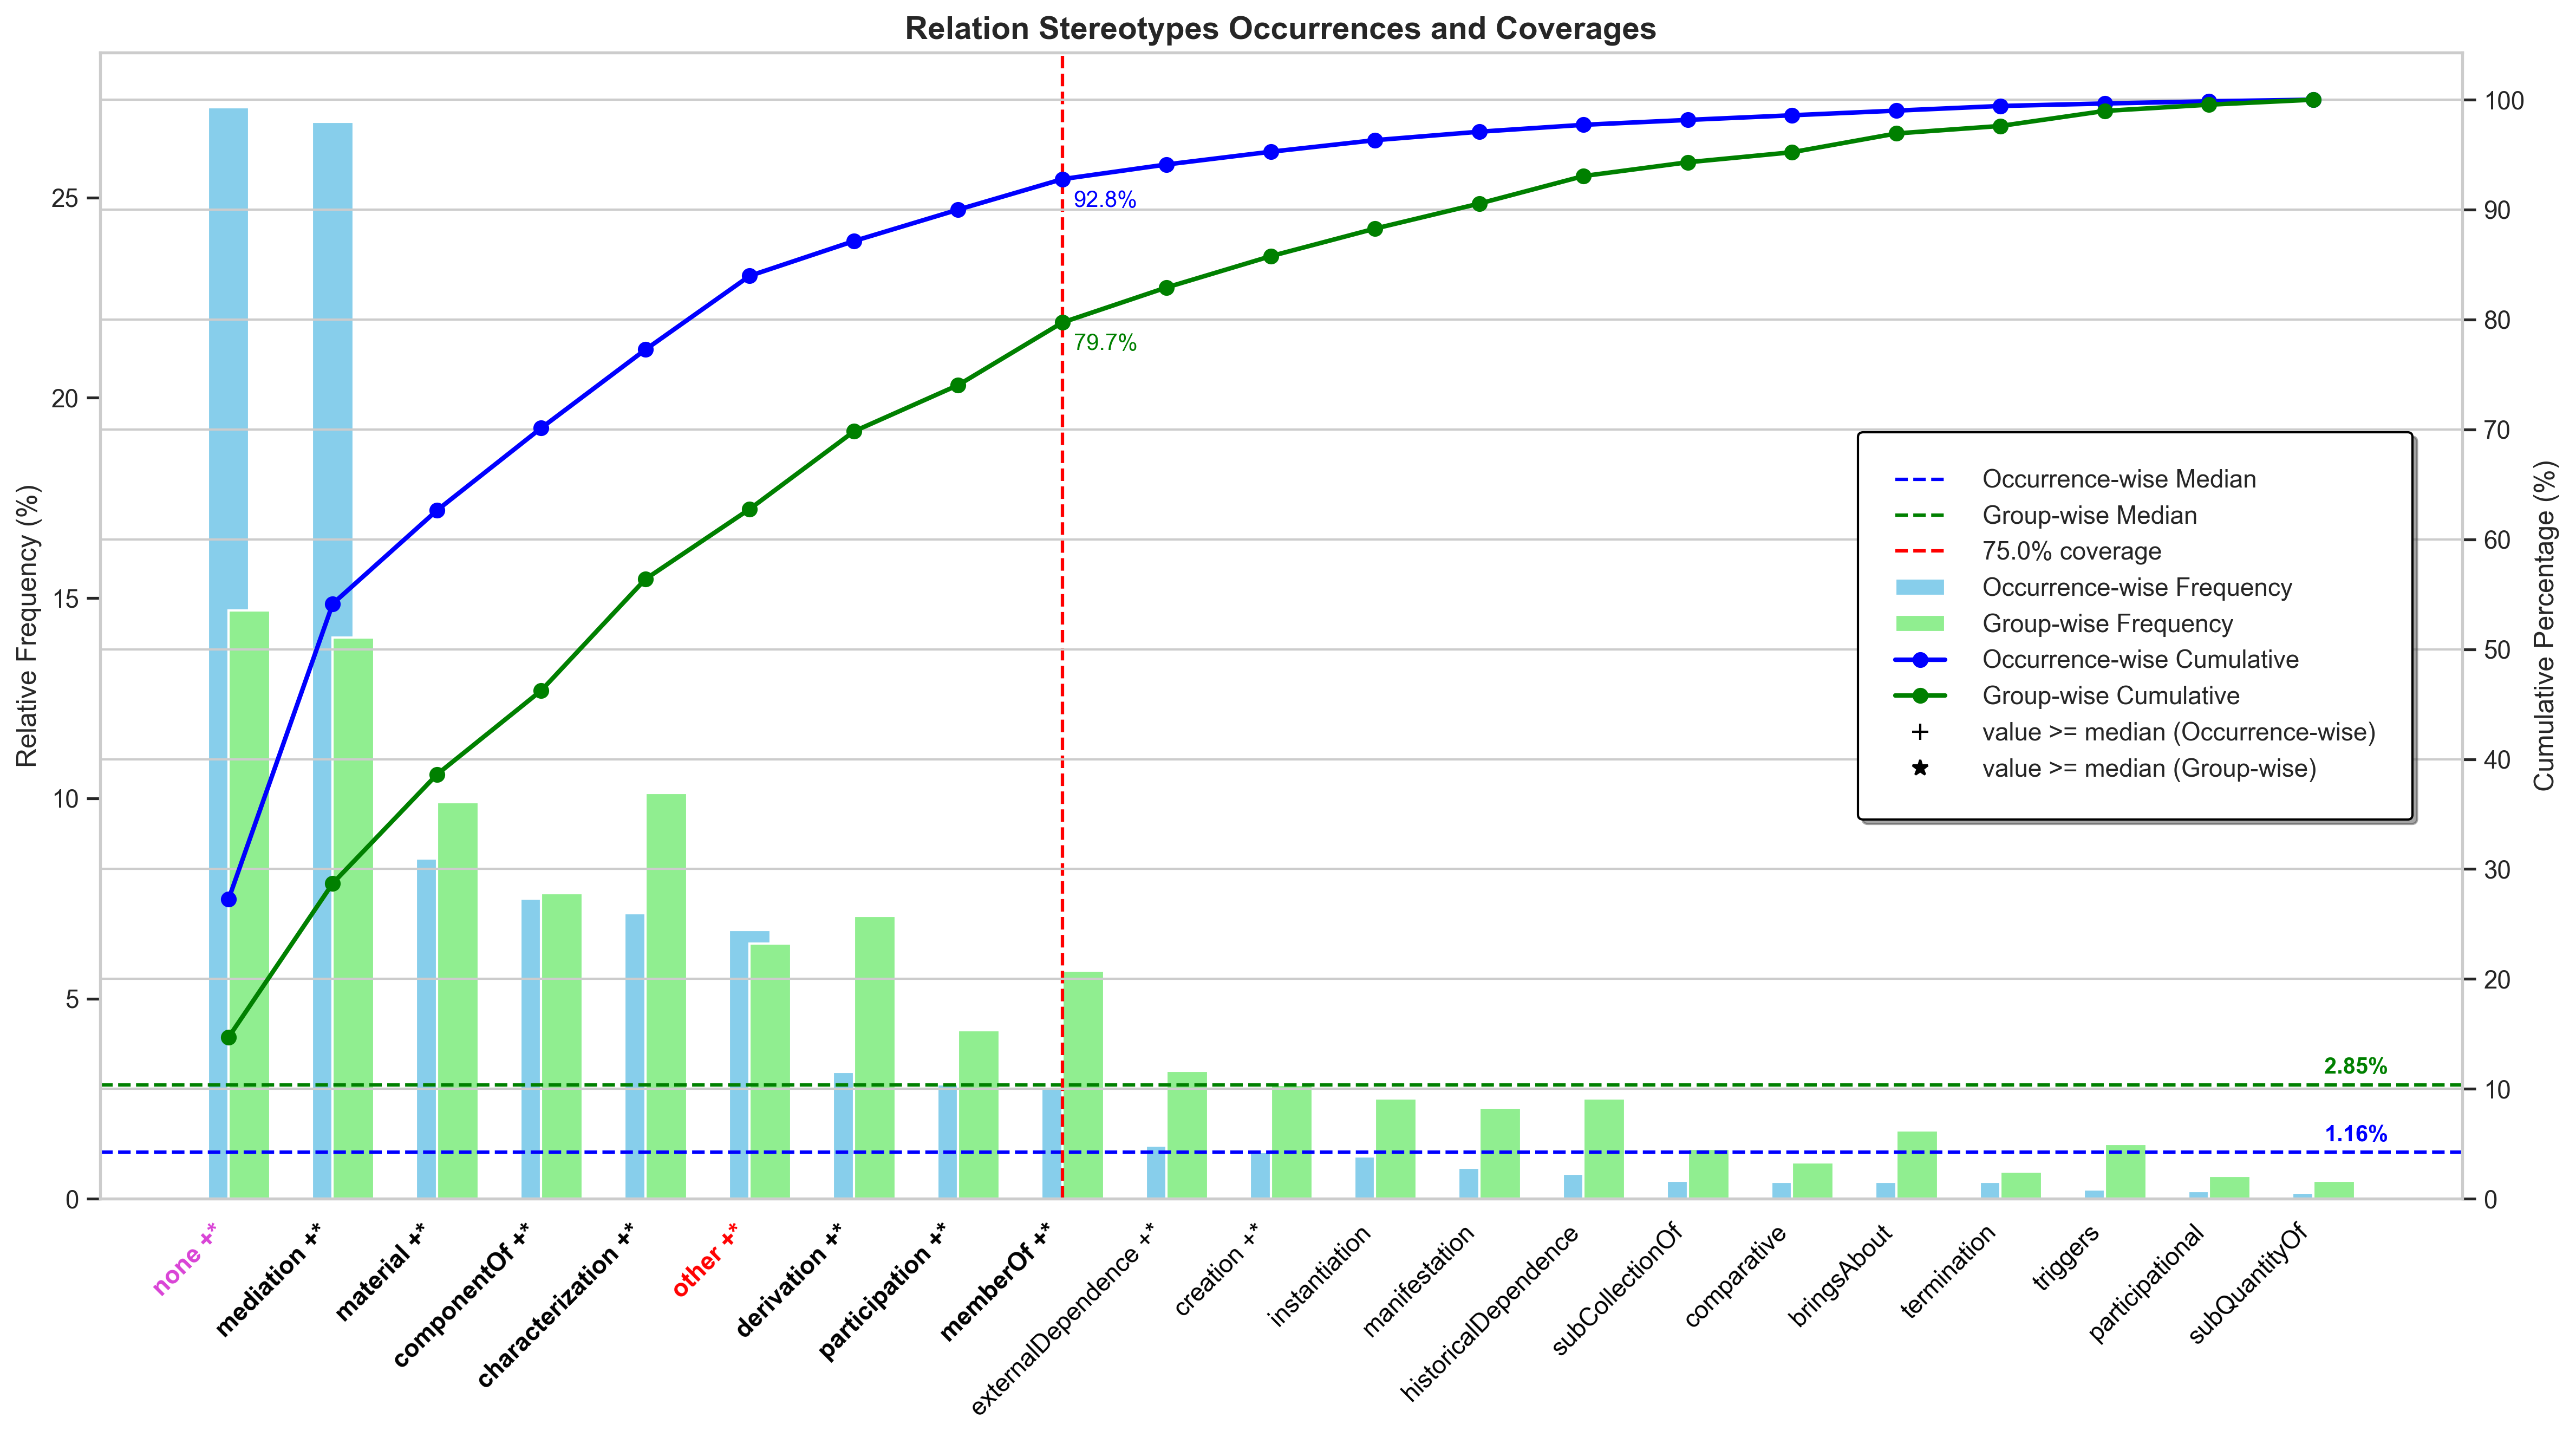 Relation Stereotypes Occurrences and Coverages
Relative Frequency (%)
0
5
10
15
20
25
Cumulative Percentage (%)
0
10
20
30
40
50
60
70
80
90
100
92.8%
79.7%
2.85%
1.16%
Occurrence-wise Median
Group-wise Median
75.0% coverage
Occurrence-wise Frequency
Group-wise Frequency
Occurrence-wise Cumulative
Group-wise Cumulative
value >= median (Occurrence-wise)
value >= median (Group-wise)
none +*
mediation +*
material +*
componentOf +*
characterization +*
other +*
derivation +*
participation +*
memberOf +*
externalDependence +*
creation +*
instantiation
manifestation
historicalDependence
subCollectionOf
comparative
bringsAbout
termination
triggers
participational
subQuantityOf